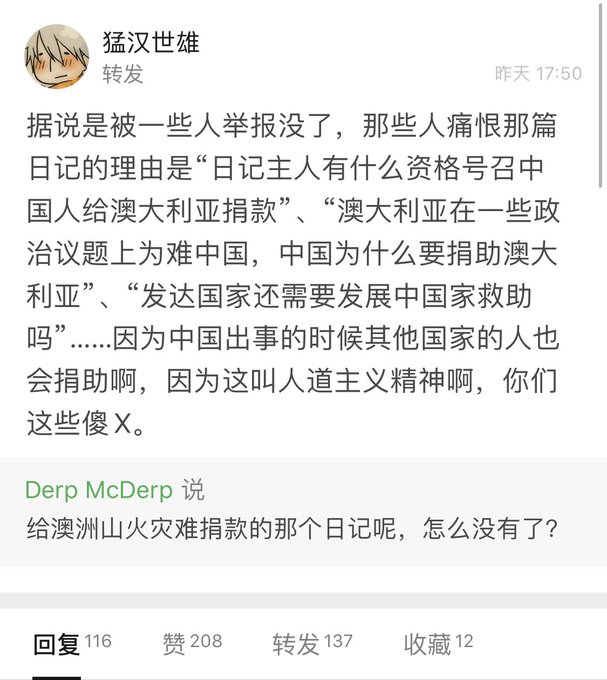 猛汉世雄
转发
昨天 17:50
据说是被一些人举报没了，那些人痛恨那篇
日记的理由是“日记主人有什么资格号召中
国人给澳大利亚捐款”、“澳大利亚在一些政
治议题上为难中国，中国为什么要捐助澳大
利亚”、“发达国家还需要发展中国家救助
吗”……因为中国出事的时候其他国家的人也
会捐助啊，因为这叫人道主义精神啊，你们
这些傻 X。
Derp McDerp 说
给澳洲山火灾难捐款的那个日记呢，怎么没有了？
回复 116 赞 208 转发 137 收藏 12